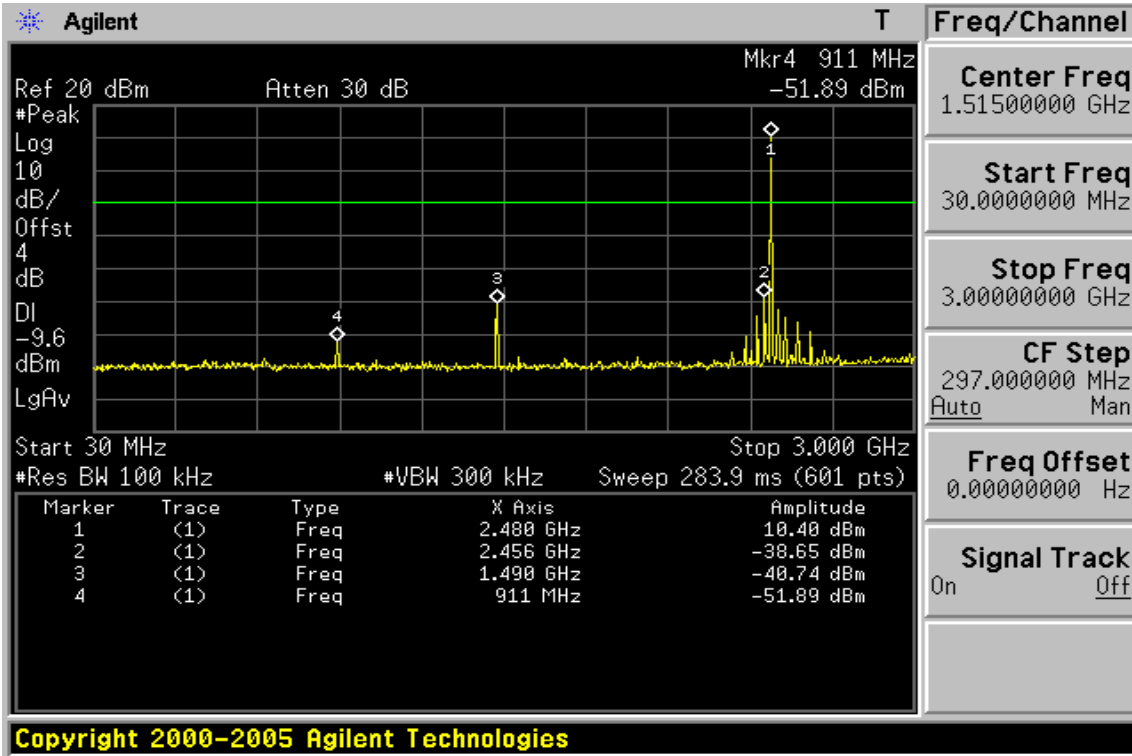 Agilent T Freq/Channel
Mkr4 911 MHz
Ref 20 dBm Atten 30 dB -51.89 dBm
#Peak
Log
10
dB/
Offst
4
dB
DI
-9.6
dBm
LgAv
1
2
3
4
Start 30 MHz Stop 3.000 GHz
#Res BW 100 kHz #VBW 300 kHz Sweep 283.9 ms (601 pts)
Marker Trace Type X Axis Amplitude
1 (1) Freq 2.480 GHz 10.40 dBm
2 (1) Freq 2.456 GHz -38.65 dBm
3 (1) Freq 1.490 GHz -40.74 dBm
4 (1) Freq 911 MHz -51.89 dBm
Center Freq
1.51500000 GHz
Start Freq
30.0000000 MHz
Stop Freq
3.00000000 GHz
CF Step
297.000000 MHz
Auto Man
Freq Offset
0.00000000 Hz
Signal Track
On Off
Copyright 2000-2005 Agilent Technologies